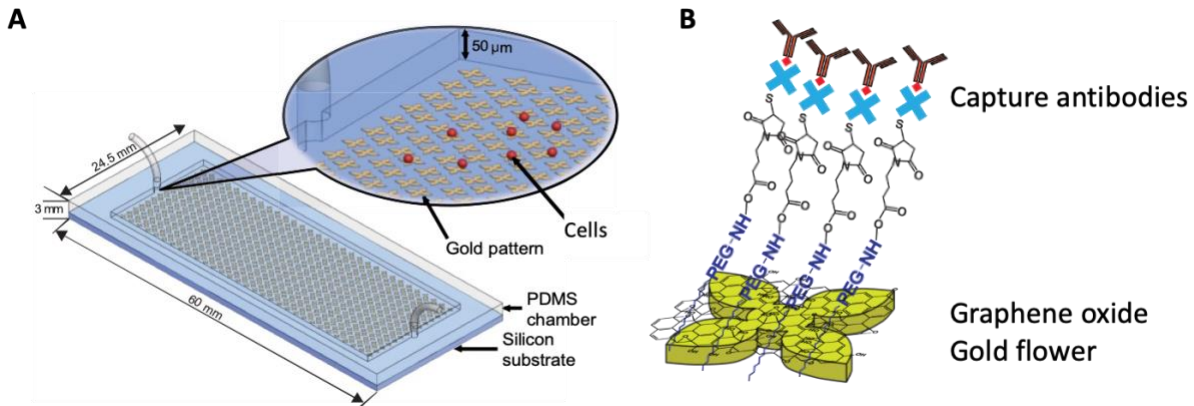 A
50 µm
24.5 mm
3 mm
60 mm
Gold pattern
Cells
PDMS
chamber
Silicon
substrate
B
Capture antibodies
S
S
S
S
O
O
N
O
O
N
O
O
N
O
O
N
O
O
O
O
O
O
O
O
PEG-NH
PEG-NH
PEG-NH
PEG-NH
Graphene oxide
Gold flower